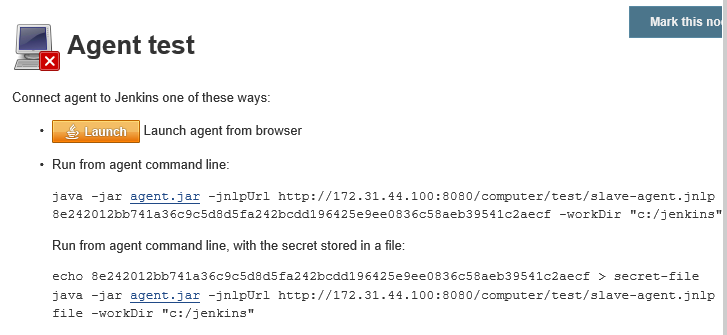 Mark this no
Agent test
Connect agent to Jenkins one of these ways:
Launch Launch agent from browser
Run from agent command line:
java -jar agent.jar -jnlpUrl http://172.31.44.100:8080/computer/test/slave-agent.jnlp
8e242012bb741a36c9c5d8d5fa242bcdd196425e9ee0836c58aeb39541c2aecf -workDir "c:/jenkins"
Run from agent command line, with the secret stored in a file:
echo 8e242012bb741a36c9c5d8d5fa242bcdd196425e9ee0836c58aeb39541c2aecf > secret-file
java -jar agent.jar -jnlpUrl http://172.31.44.100:8080/computer/test/slave-agent.jnlp
file -workDir "c:/jenkins"